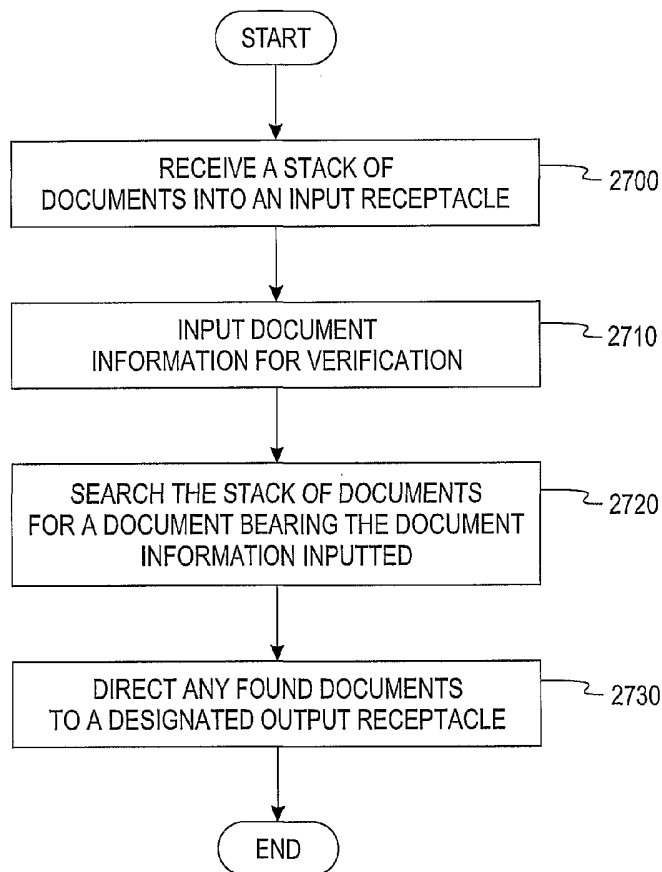 START
RECEIVE A STACK OF
DOCUMENTS INTO AN INPUT RECEPTACLE
2700
INPUT DOCUMENT
INFORMATION FOR VERIFICATION
2710
SEARCH THE STACK OF DOCUMENTS
FOR A DOCUMENT BEARING THE DOCUMENT
INFORMATION INPUTTED
2720
DIRECT ANY FOUND DOCUMENTS
TO A DESIGNATED OUTPUT RECEPTACLE
2730
END